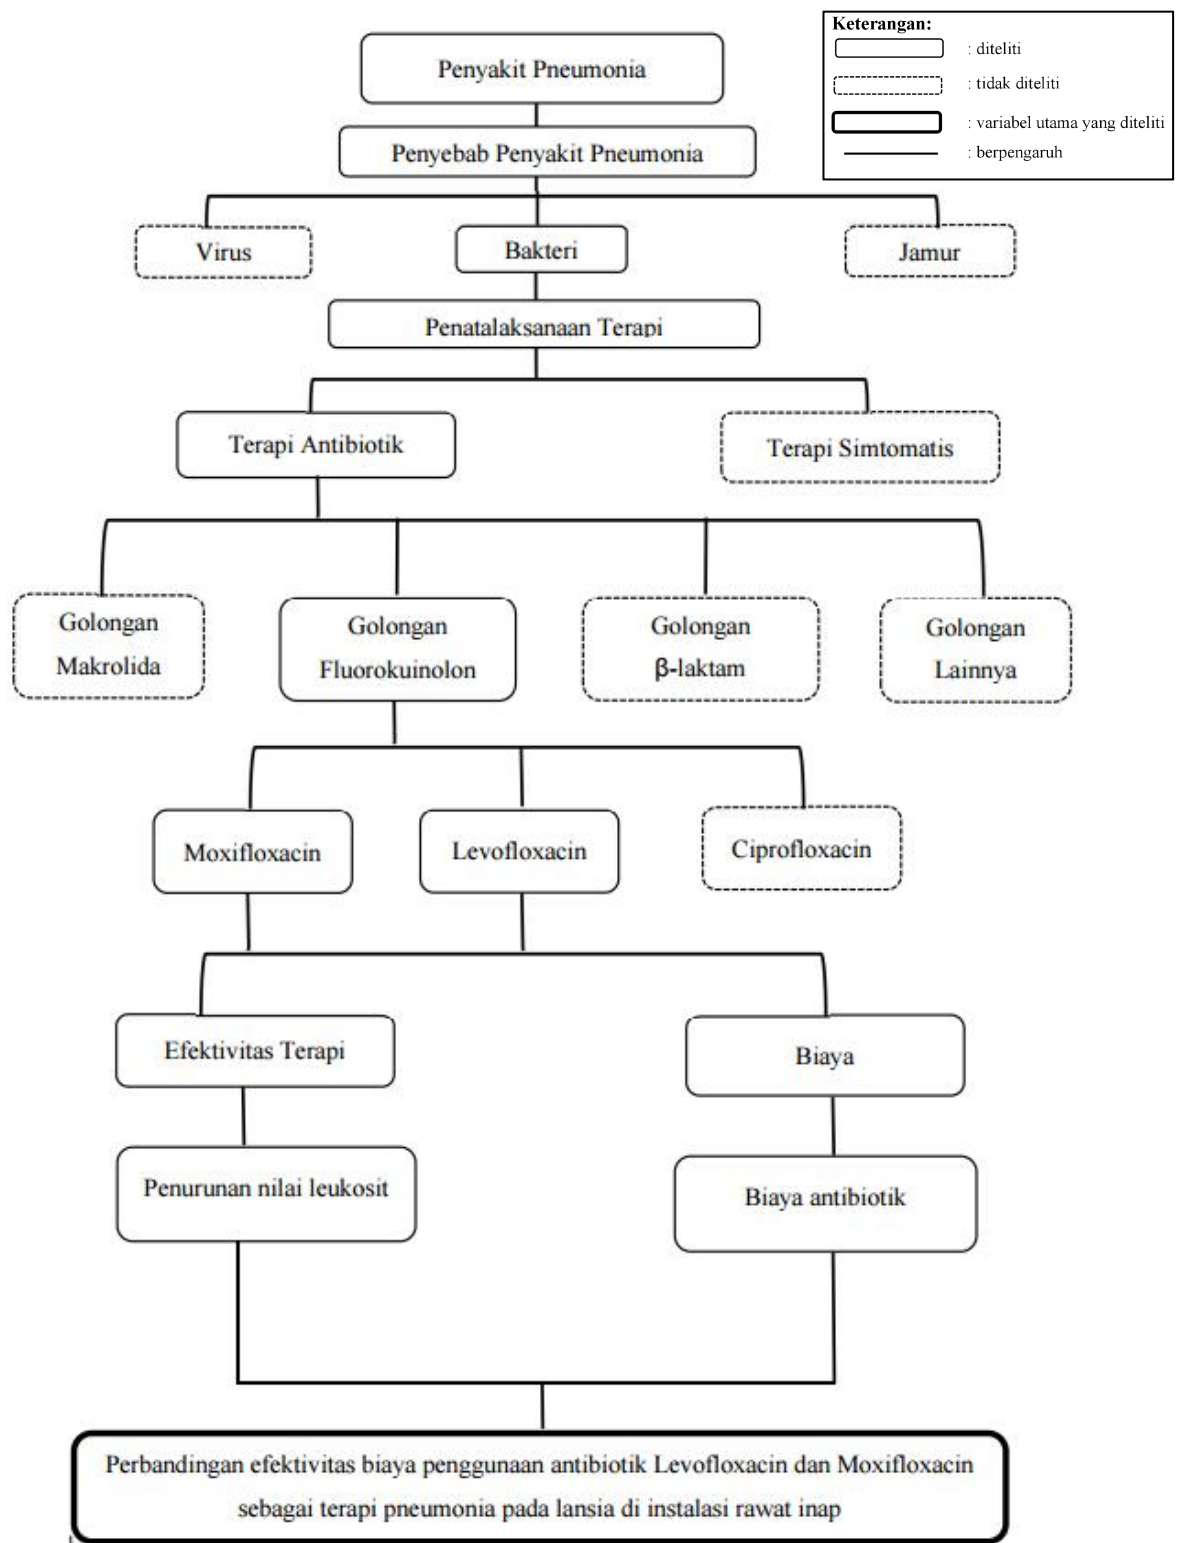 Keterangan:
: diteliti
: tidak diteliti
: variabel utama yang diteliti
: berpengaruh
Penyakit Pneumonia
Penyebab Penyakit Pneumonia
Virus
Bakteri
Jamur
Penatalaksanaan Terapi
Terapi Antibiotik
Terapi Simtomatis
Golongan
Makrolida
Golongan
Fluorokuinolon
Golongan
β-laktam
Golongan
Lainnya
Moxifloxacin
Levofloxacin
Ciprofloxacin
Efektivitas Terapi
Biaya
Penurunan nilai leukosit
Biaya antibiotik
Perbandingan efektivitas biaya penggunaan antibiotik Levofloxacin dan Moxifloxacin
sebagai terapi pneumonia pada lansia di instalasi rawat inap